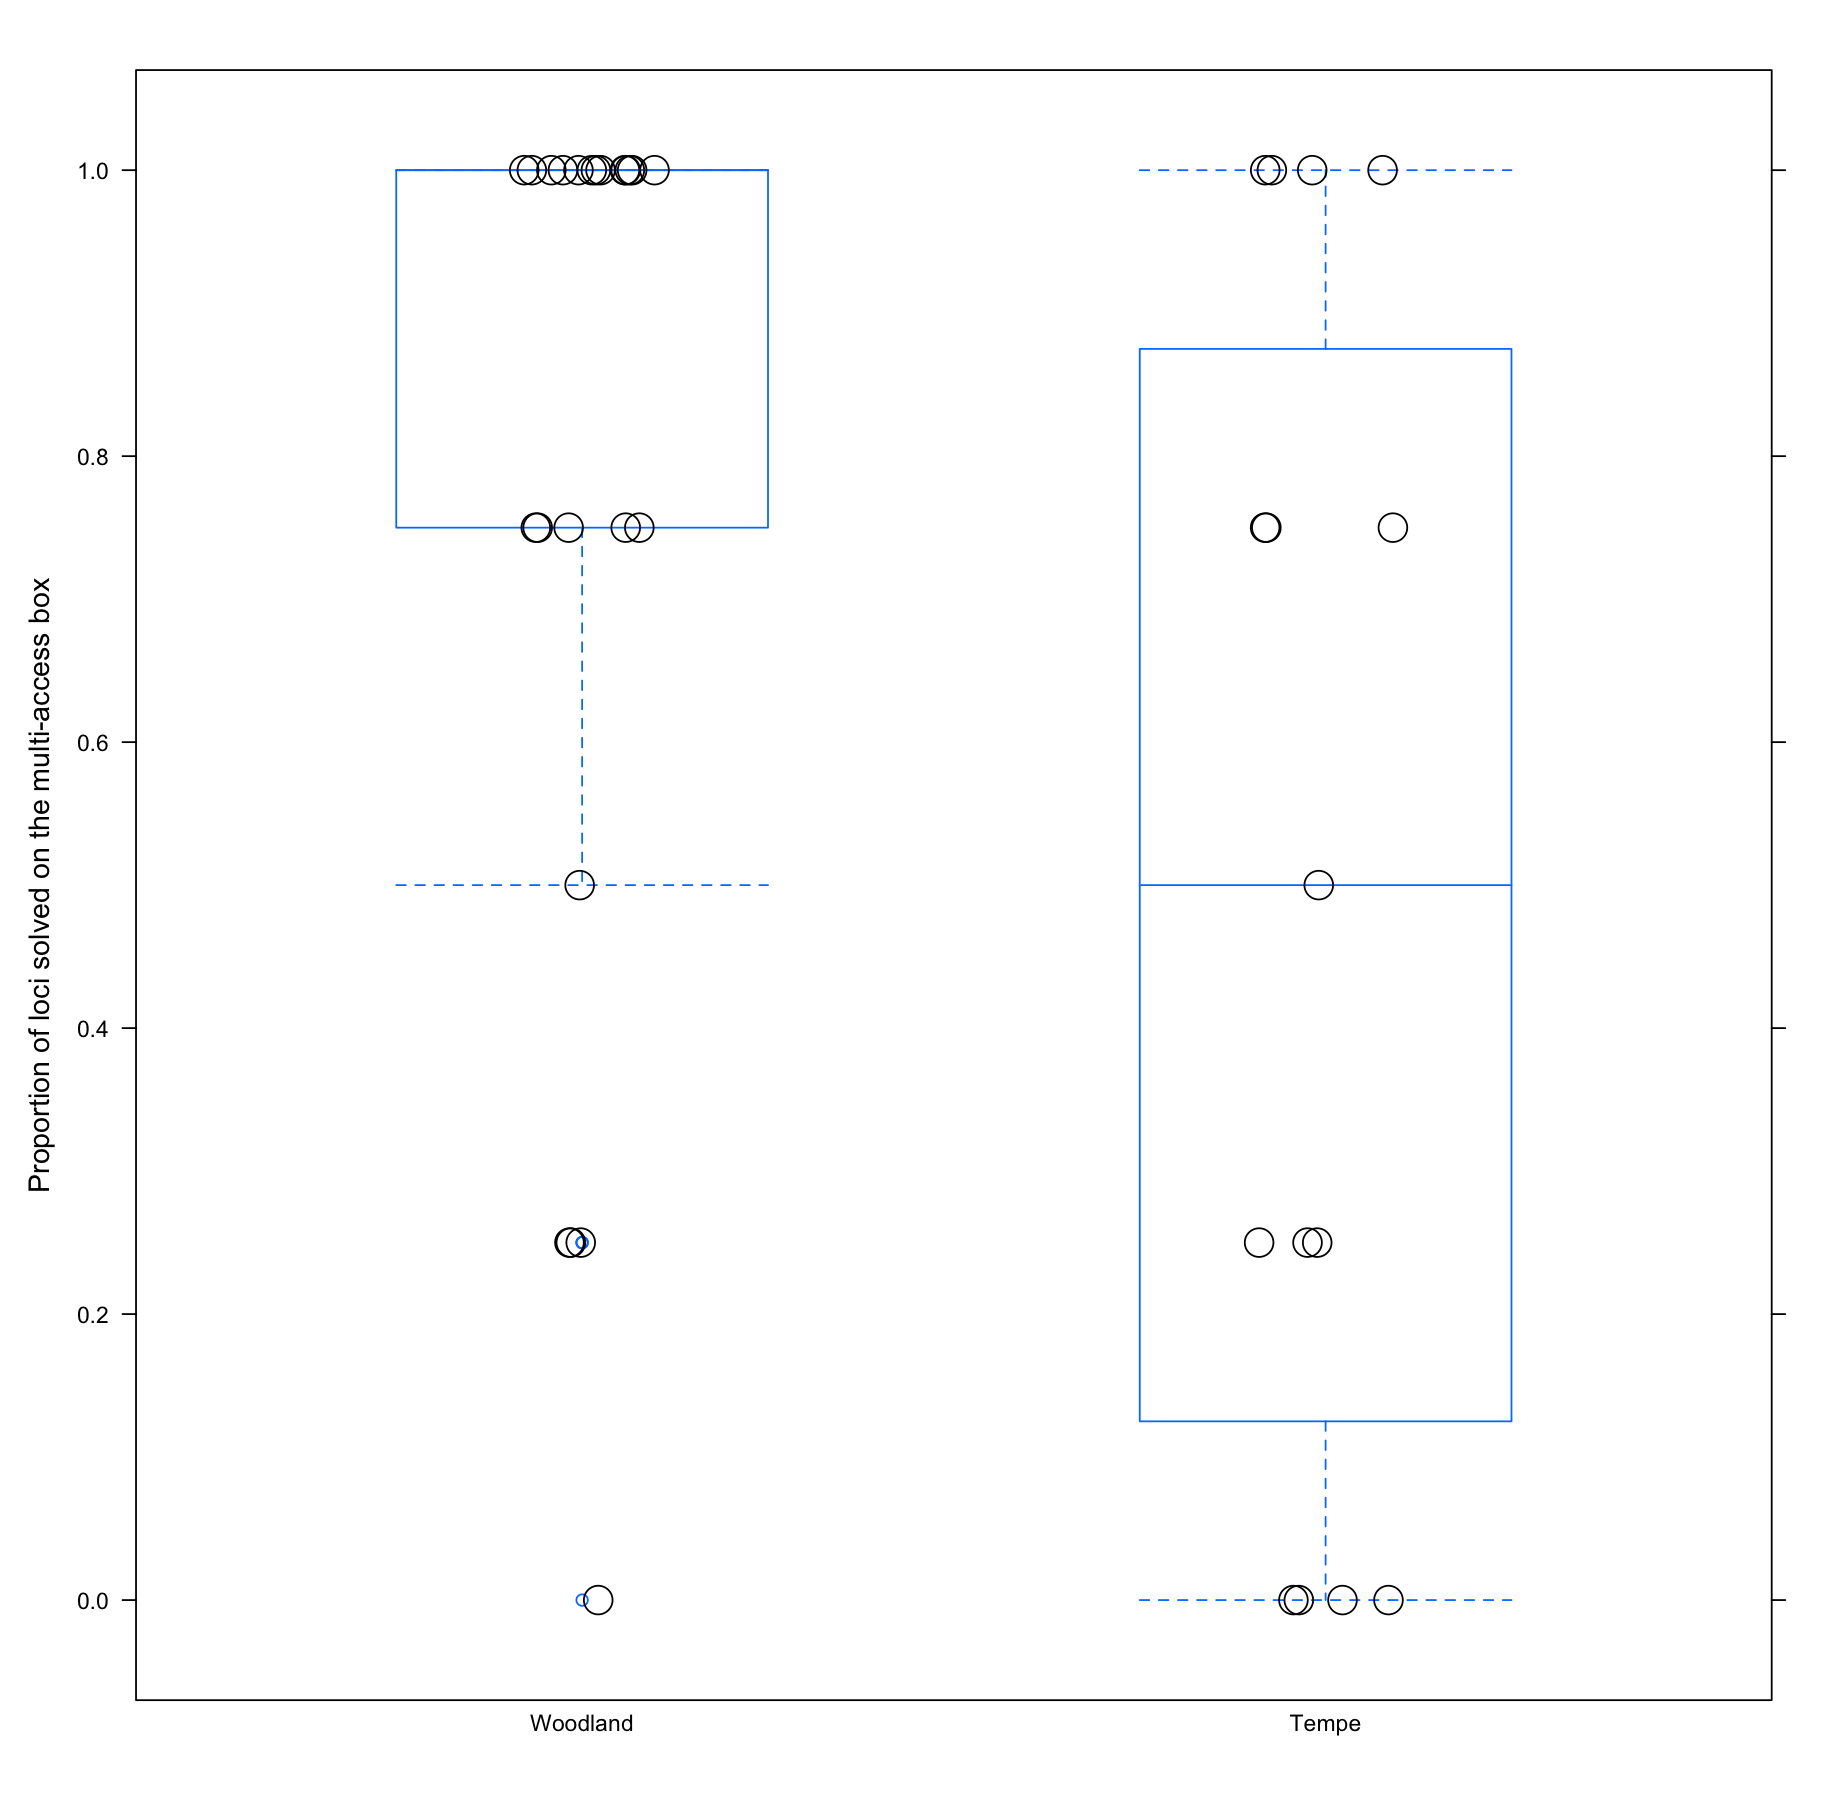 Proportion of loci solved on the multi-access box
1.0
0.8
0.6
0.4
0.2
0.0
Woodland
Tempe